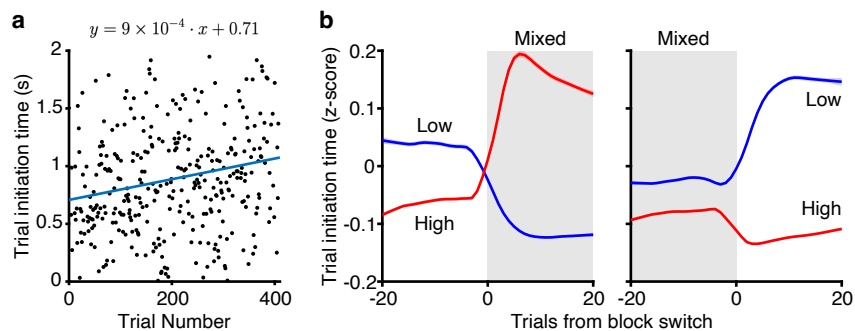 a
y = 9 × 10⁻⁴ · x + 0.71
Trial initiation time (s)
2
1.5
1
0.5
0
0 200 400
Trial Number
b
Mixed
Trial initiation time (z-score)
0.2
0.1
0
-0.1
-0.2
Low
High
-20 0 20
Mixed
Low
High
-20 0 20
Trials from block switch